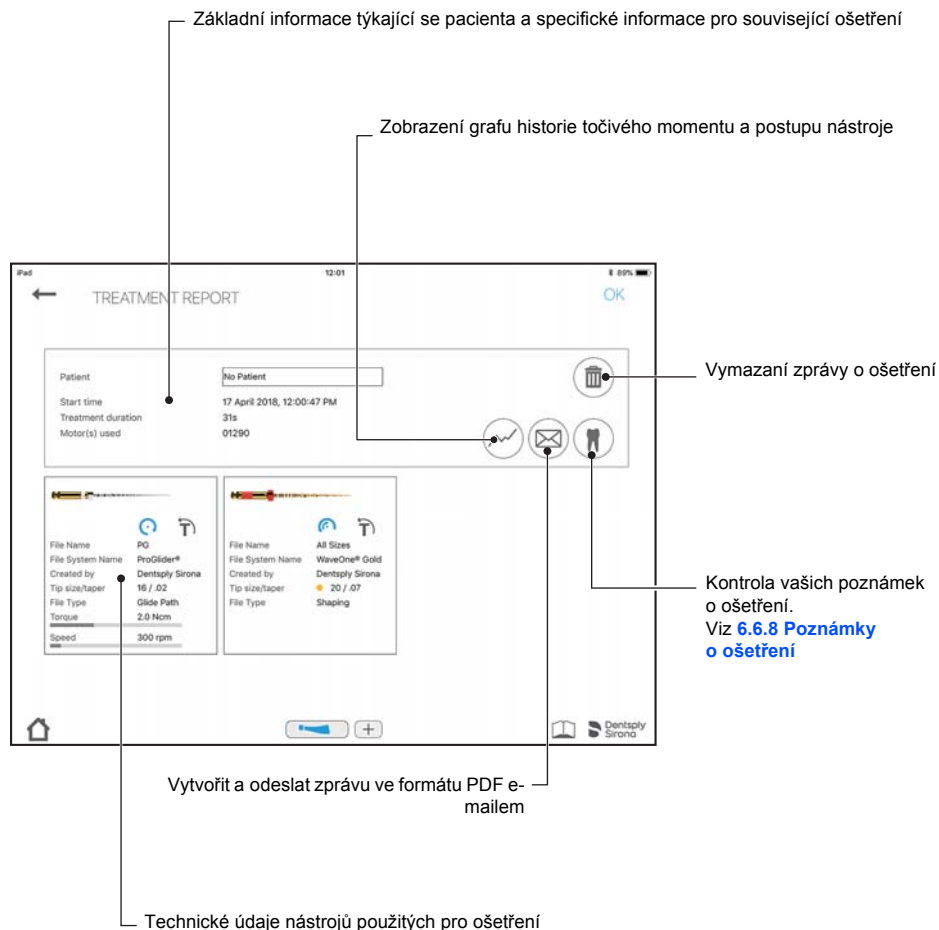 Základní informace týkající se pacienta a specifické informace pro související ošetření
Zobrazení grafu historie točivého momentu a postupu nástroje
iPad
12:01
89%
TREATMENT REPORT
OK
Patient
No Patient
Start time
17 April 2018, 12:00:47 PM
Treatment duration
31s
Motor(s) used
01290
Vymazaní zprávy o ošetření
T
File Name
PG
File System Name
ProGlider®
Created by
Dentsply Sirona
Tip size/taper
16 / .02
File Type
Glide Path
Torque
2.0 Ncm
Speed
300 rpm
T
File Name
All Sizes
File System Name
WaveOne® Gold
Created by
Dentsply Sirona
Tip size/taper
20 / .07
File Type
Shaping
Kontrola vašich poznámek
o ošetření.
Viz 6.6.8 Poznámky
o ošetření
Dentsply
Sirona
Vytvořit a odeslat zprávu ve formátu PDF e-
mailem
Technické údaje nástrojů použitých pro ošetření